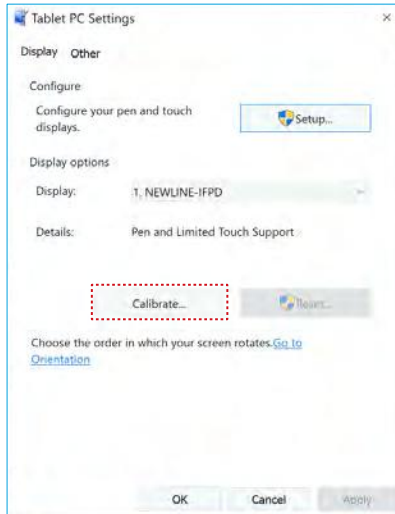 Tablet PC Settings
Display Other
Configure
Configure your pen and touch
displays.
Setup...
Display options
Display: 1. NEWLINE-IFPD
Details: Pen and Limited Touch Support
Calibrate... Reset...
Choose the order in which your screen rotates.Go to
Orientation
OK Cancel Apply